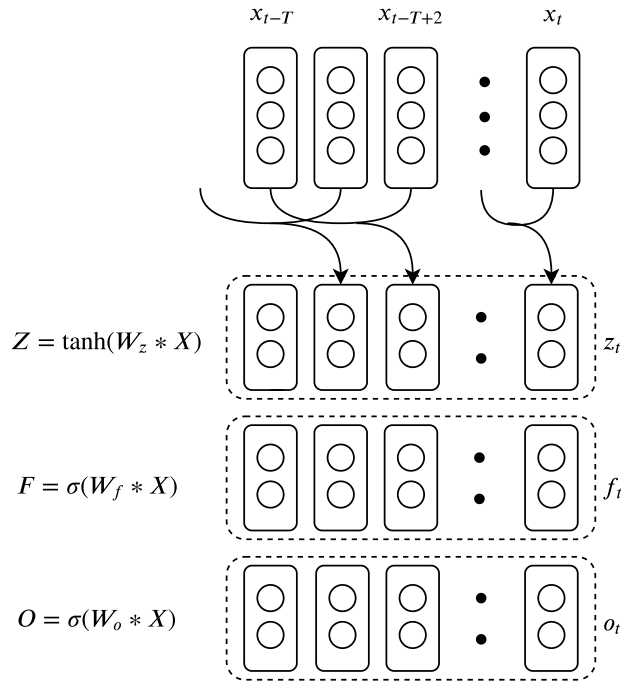 x_{t−T} x_{t−T+2} x_t
Z = tanh(W_z ∗ X) z_t
F = σ(W_f ∗ X) f_t
O = σ(W_o ∗ X) o_t